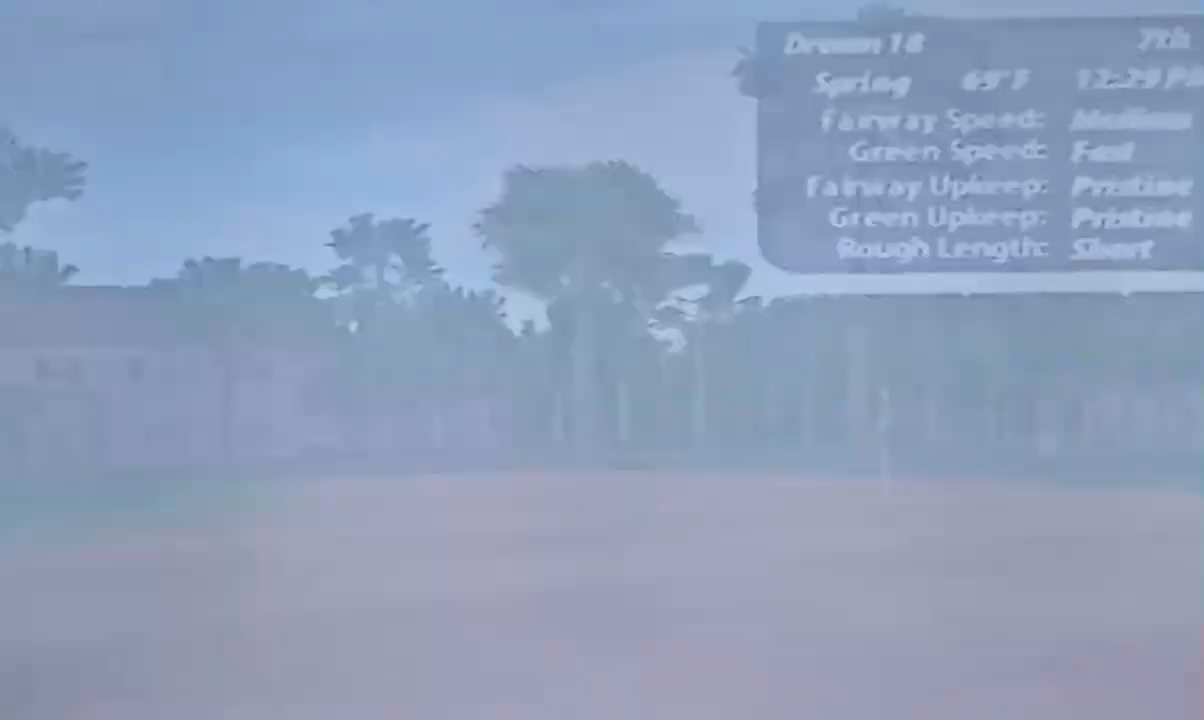 Dream 18 7th
Spring 69°F 12:29 PM
Fairway Speed: Medium
Green Speed: Fast
Fairway Upkeep: Pristine
Green Upkeep: Pristine
Rough Length: Short